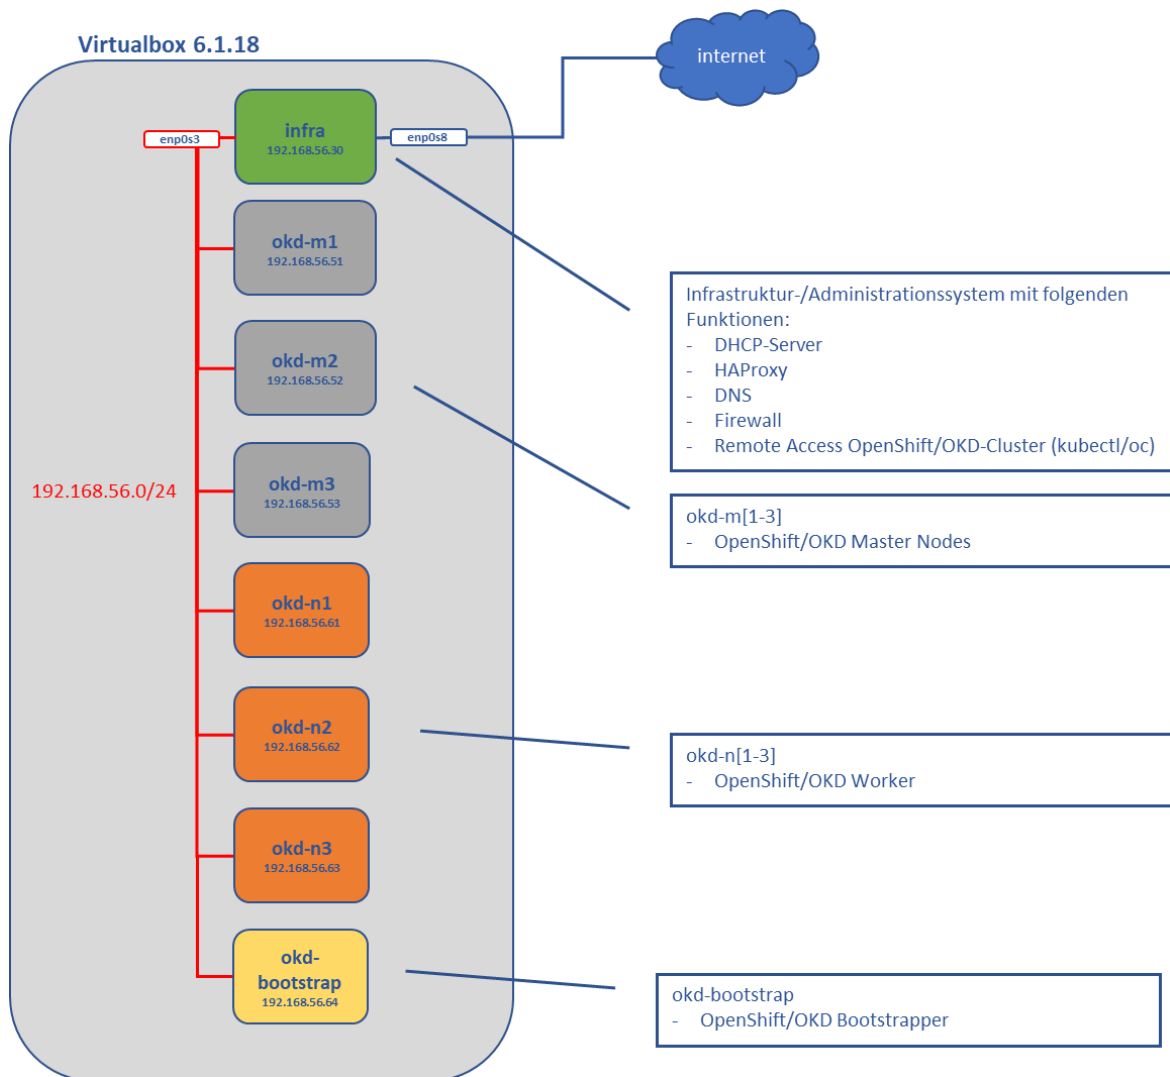 Virtualbox 6.1.18
internet
infra
192.168.56.30
enp0s3
enp0s8
okd-m1
192.168.56.51
okd-m2
192.168.56.52
okd-m3
192.168.56.53
192.168.56.0/24
okd-n1
192.168.56.61
okd-n2
192.168.56.62
okd-n3
192.168.56.63
okd-
bootstrap
192.168.56.64
Infrastruktur-/Administrationssystem mit folgenden
Funktionen:
- DHCP-Server
- HAProxy
- DNS
- Firewall
- Remote Access OpenShift/OKD-Cluster (kubectl/oc)
okd-m[1-3]
- OpenShift/OKD Master Nodes
okd-n[1-3]
- OpenShift/OKD Worker
okd-bootstrap
- OpenShift/OKD Bootstrapper